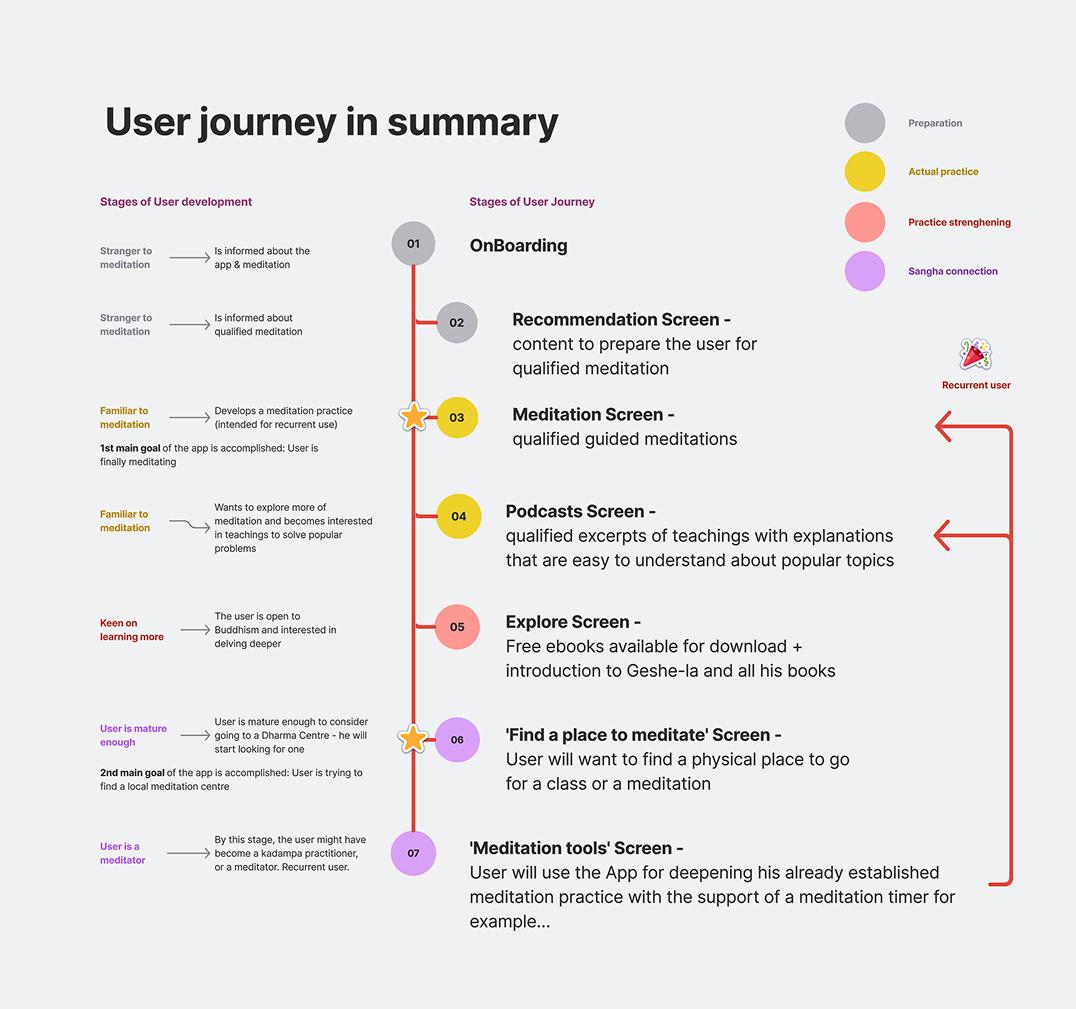 User journey in summary
Preparation
Actual practice
Practice strenghening
Sangha connection
Stages of User development
Stages of User Journey
Stranger to
meditation
Is informed about the
app & meditation
01
OnBoarding
Stranger to
meditation
Is informed about
qualified meditation
02
Recommendation Screen -
content to prepare the user for
qualified meditation
Recurrent user
Familiar to
meditation
Develops a meditation practice
(intended for recurrent use)
1st main goal of the app is accomplished: User is
finally meditating
03
Meditation Screen -
qualified guided meditations
Familiar to
meditation
Wants to explore more of
meditation and becomes interested
in teachings to solve popular
problems
04
Podcasts Screen -
qualified excerpts of teachings with explanations
that are easy to understand about popular topics
Keen on
learning more
The user is open to
Buddhism and interested in
delving deeper
05
Explore Screen -
Free ebooks available for download +
introduction to Geshe-la and all his books
User is mature
enough
User is mature enough to consider
going to a Dharma Centre - he will
start looking for one
2nd main goal of the app is accomplished: User is trying to
find a local meditation centre
06
'Find a place to meditate' Screen -
User will want to find a physical place to go
for a class or a meditation
User is a
meditator
By this stage, the user might have
become a kadampa practitioner,
or a meditator. Recurrent user.
07
'Meditation tools' Screen -
User will use the App for deepening his already established
meditation practice with the support of a meditation timer for
example...